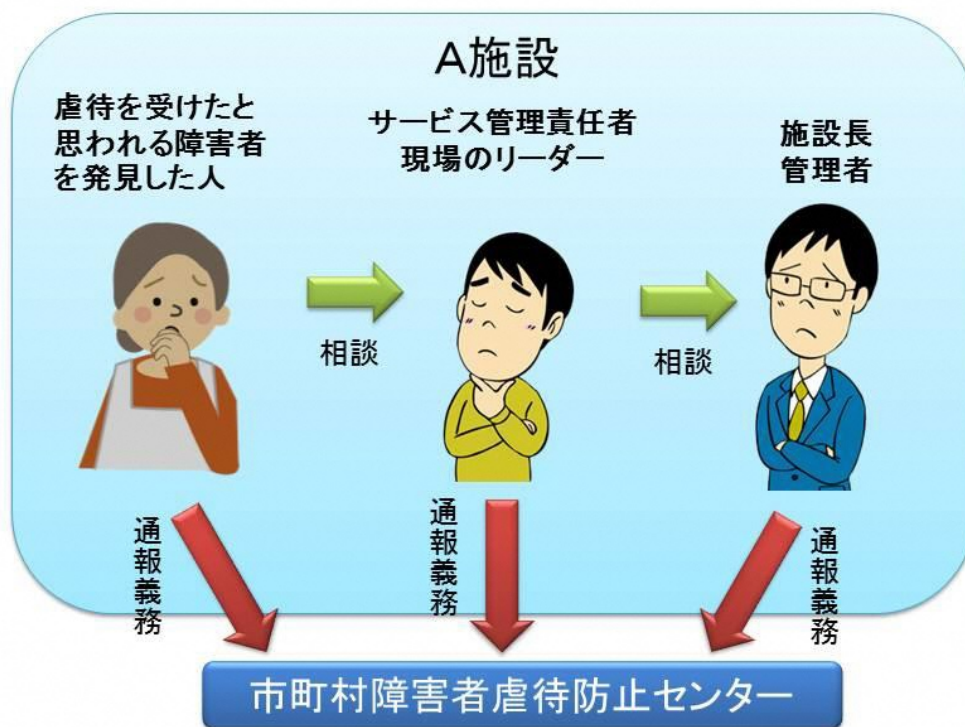 A施設
虐待を受けたと
思われる障害者
を発見した人
サービス管理責任者
現場のリーダー
施設長
管理者
相談
相談
通報義務
通報義務
通報義務
市町村障害者虐待防止センター